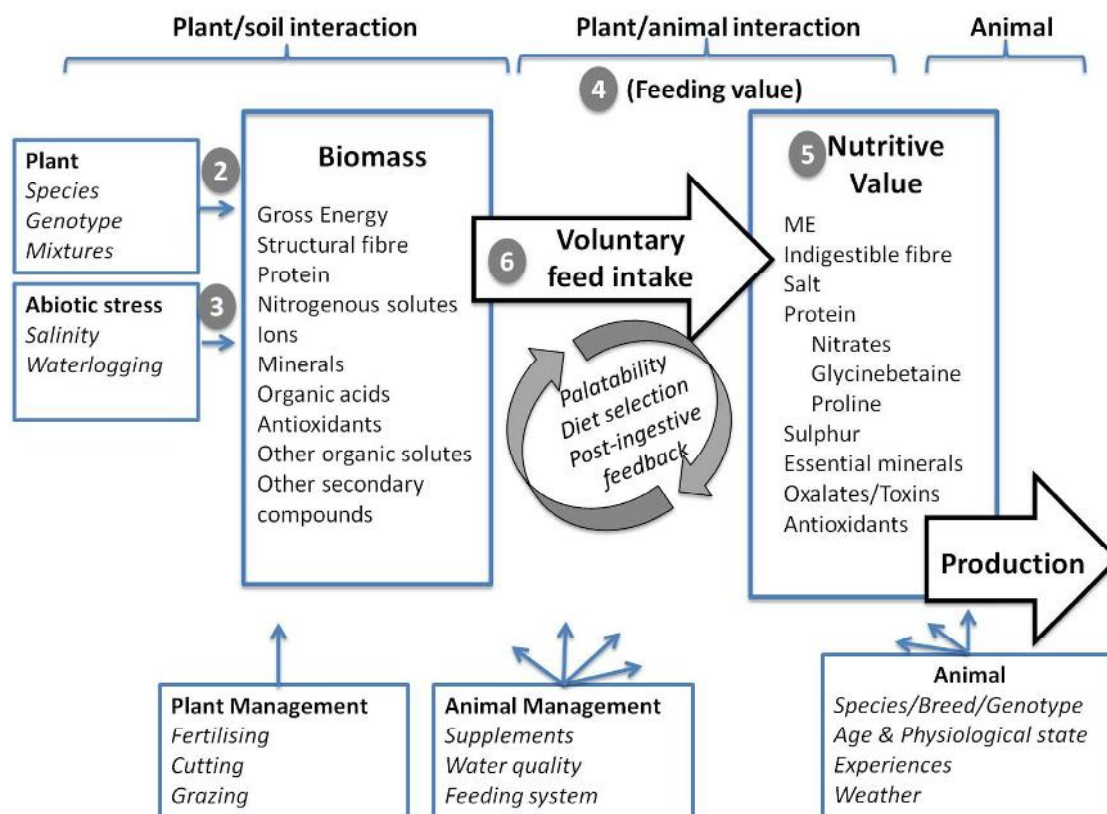 Plant/soil interaction
Plant/animal interaction
Animal
4 (Feeding value)
Plant
Species
Genotype
Mixtures
2
Abiotic stress
Salinity
Waterlogging
3
Biomass
Gross Energy
Structural fibre
Protein
Nitrogenous solutes
Ions
Minerals
Organic acids
Antioxidants
Other organic solutes
Other secondary
compounds
6 Voluntary
feed intake
Palatability
Diet selection
Post-ingestive
feedback
5 Nutritive
Value
ME
Indigestible fibre
Salt
Protein
Nitrates
Glycinebetaine
Proline
Sulphur
Essential minerals
Oxalates/Toxins
Antioxidants
Production
Plant Management
Fertilising
Cutting
Grazing
Animal Management
Supplements
Water quality
Feeding system
Animal
Species/Breed/Genotype
Age & Physiological state
Experiences
Weather